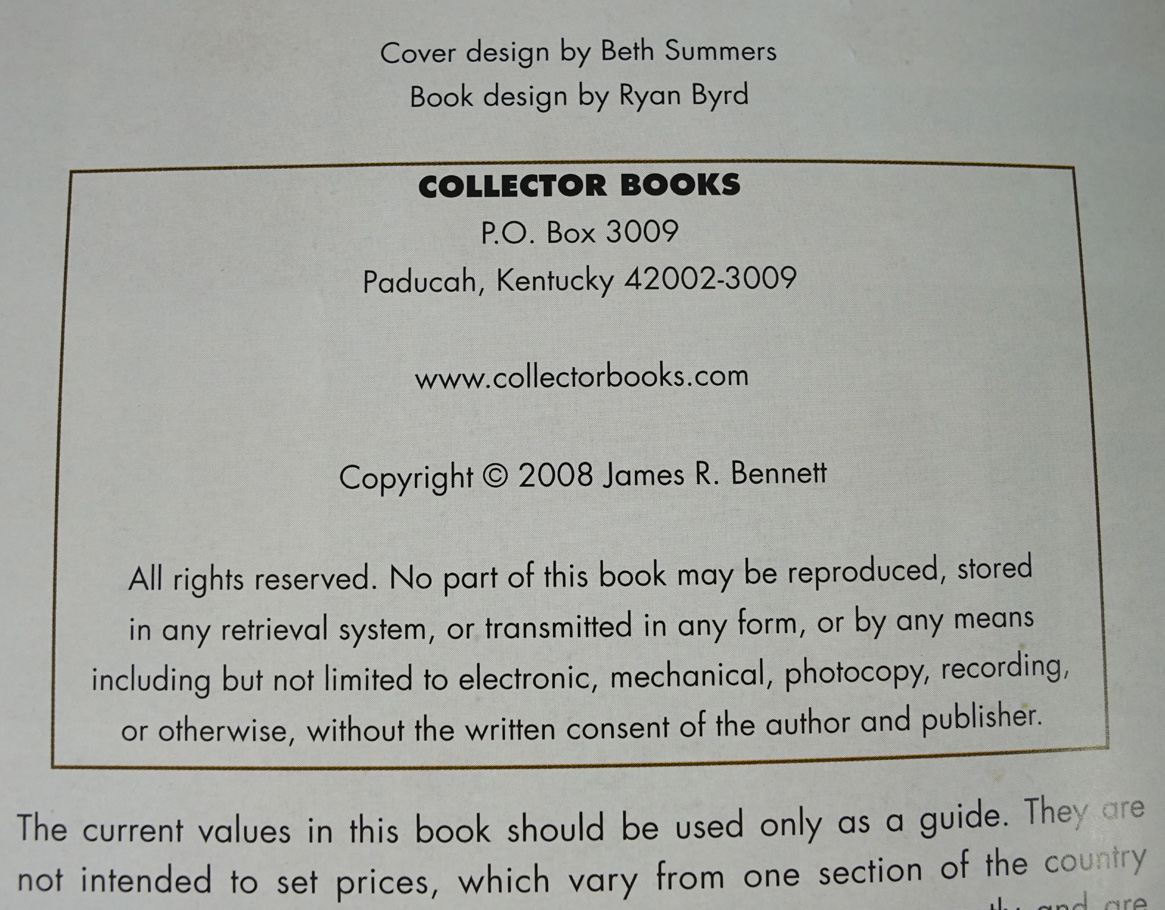 Cover design by Beth Summers
Book design by Ryan Byrd
COLLECTOR BOOKS
P.O. Box 3009
Paducah, Kentucky 42002-3009
www.collectorbooks.com
Copyright © 2008 James R. Bennett
All rights reserved. No part of this book may be reproduced, stored
in any retrieval system, or transmitted in any form, or by any means
including but not limited to electronic, mechanical, photocopy, recording,
or otherwise, without the written consent of the author and publisher.
The current values in this book should be used only as a guide. They are
not intended to set prices, which vary from one section of the country
and are